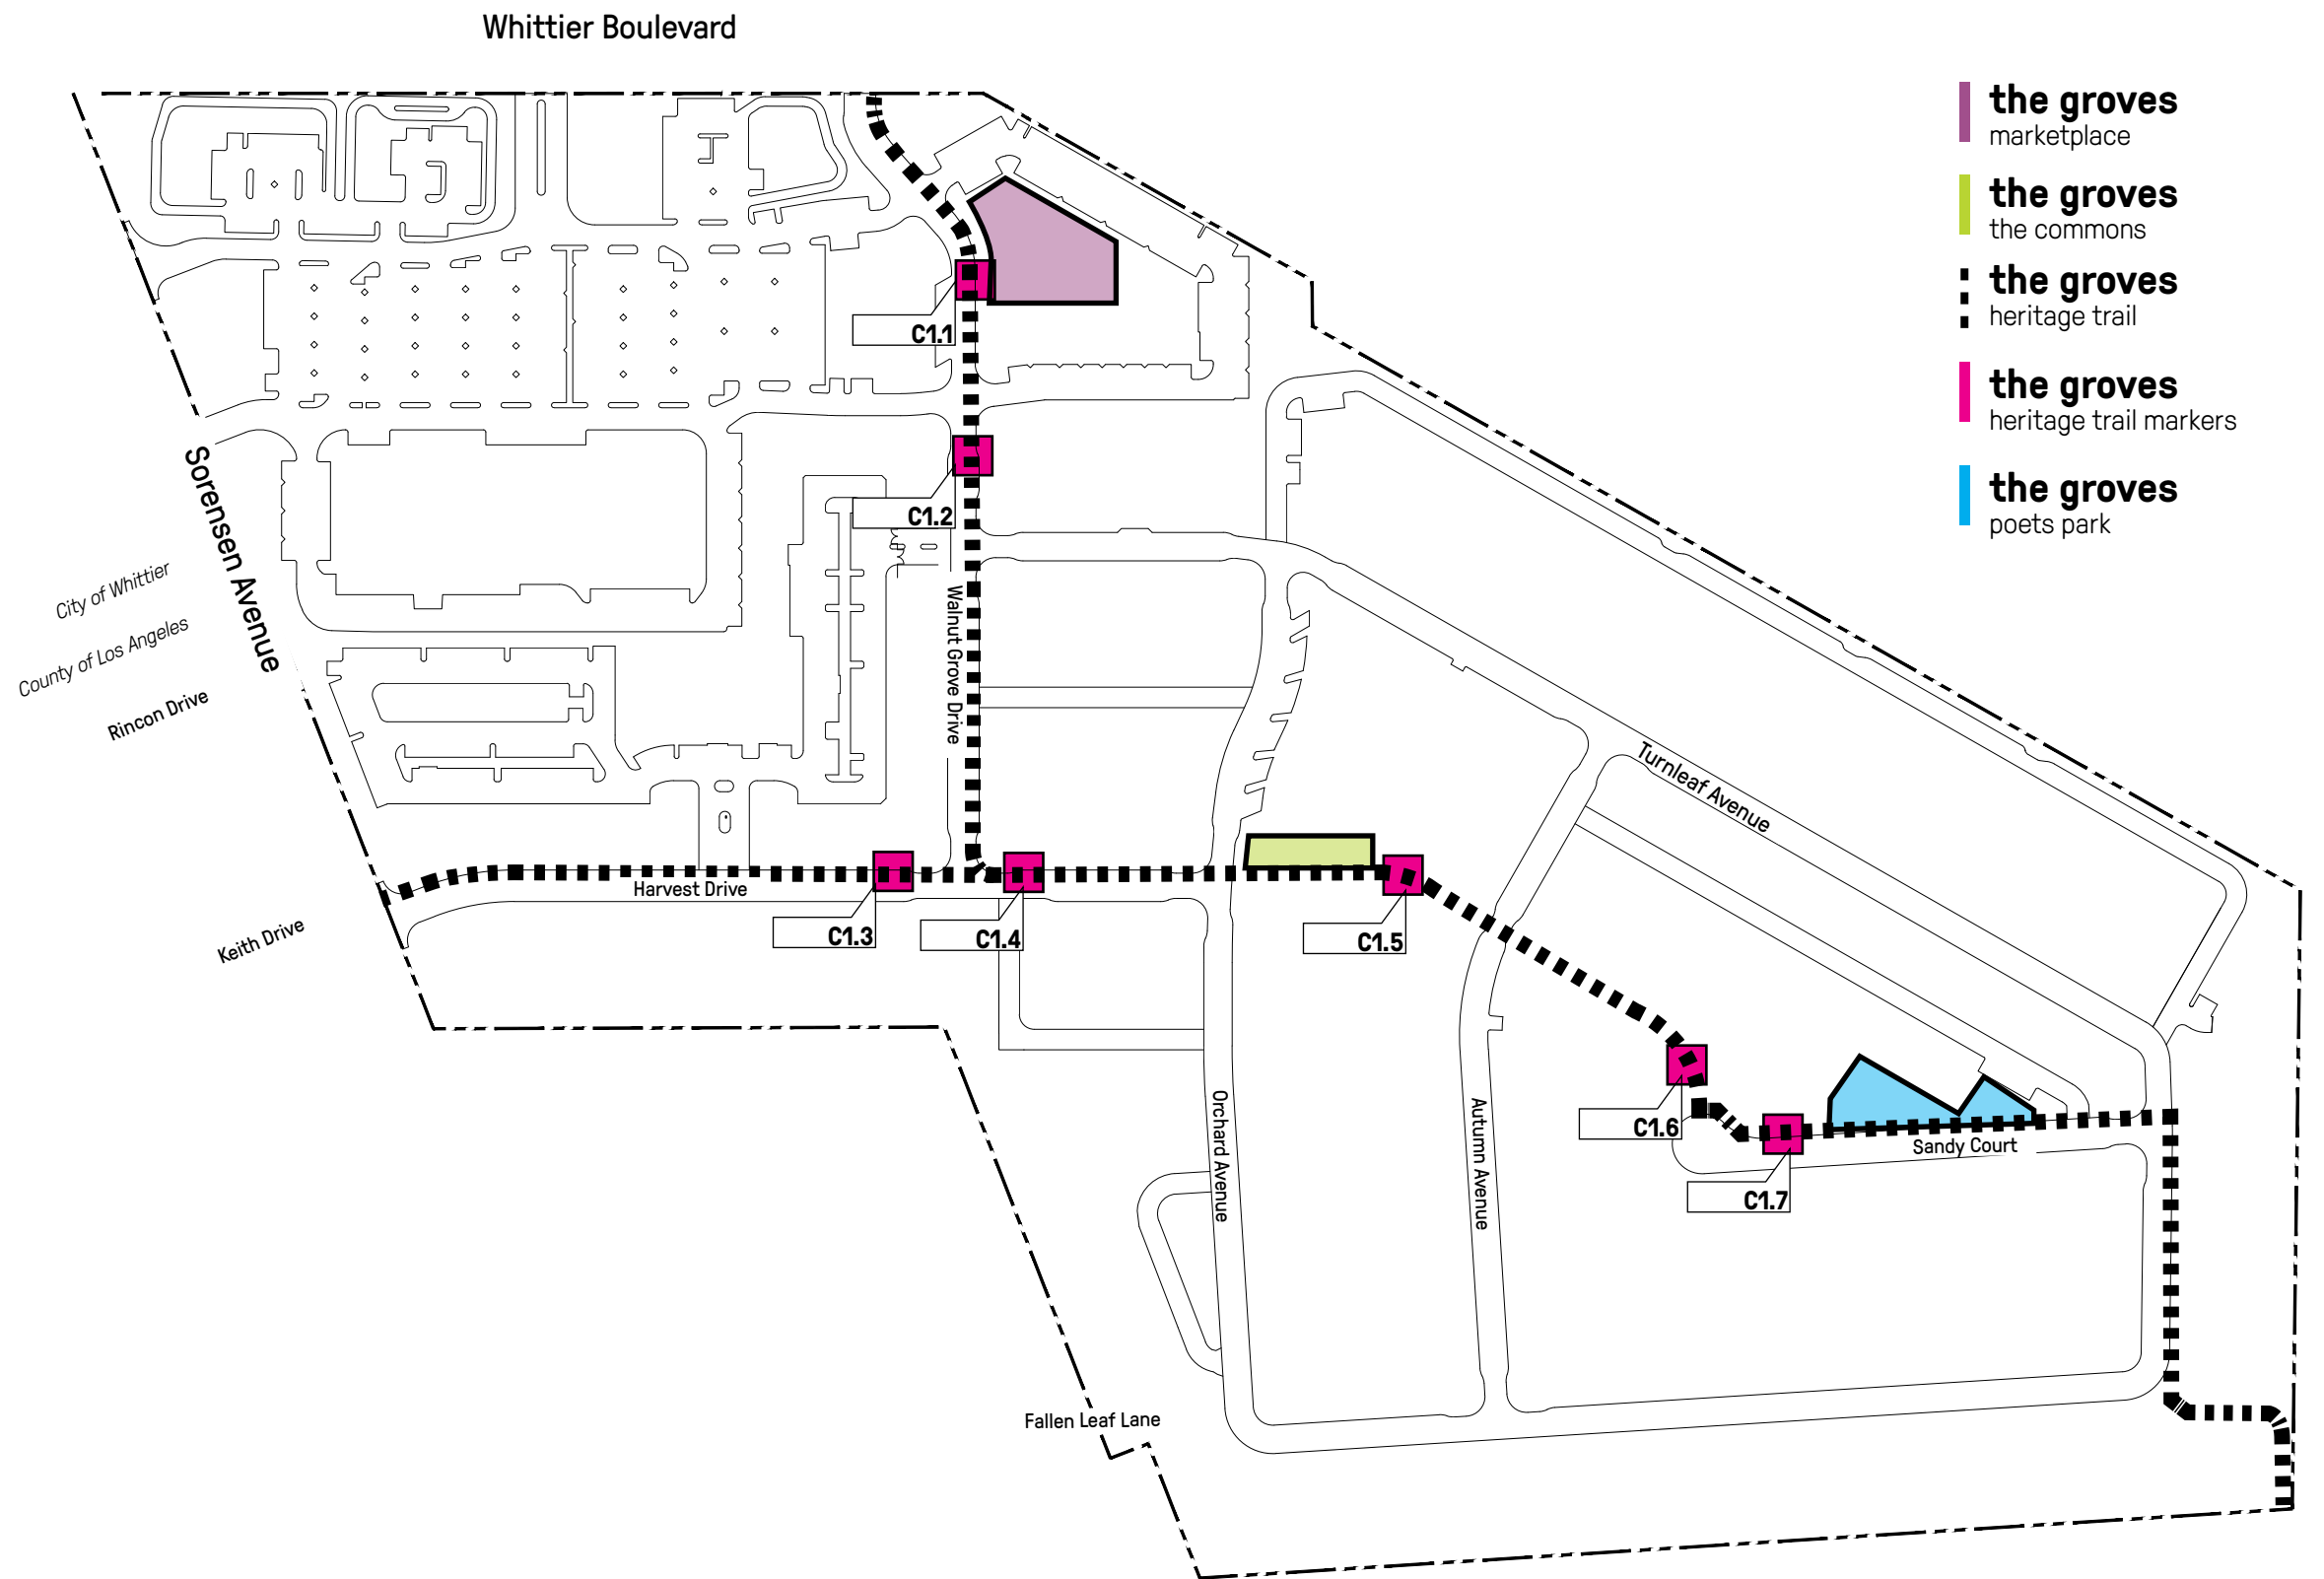 Whittier Boulevard
the groves
marketplace
the groves
the commons
the groves
heritage trail
the groves
heritage trail markers
the groves
poets park
C1.1
C1.2
Sorensen Avenue
City of Whittier
County of Los Angeles
Rincon Drive
Walnut Grove Drive
Turnleaf Avenue
Harvest Drive
Keith Drive
C1.3
C1.4
C1.5
C1.6
C1.7
Sandy Court
Orchard Avenue
Autumn Avenue
Fallen Leaf Lane